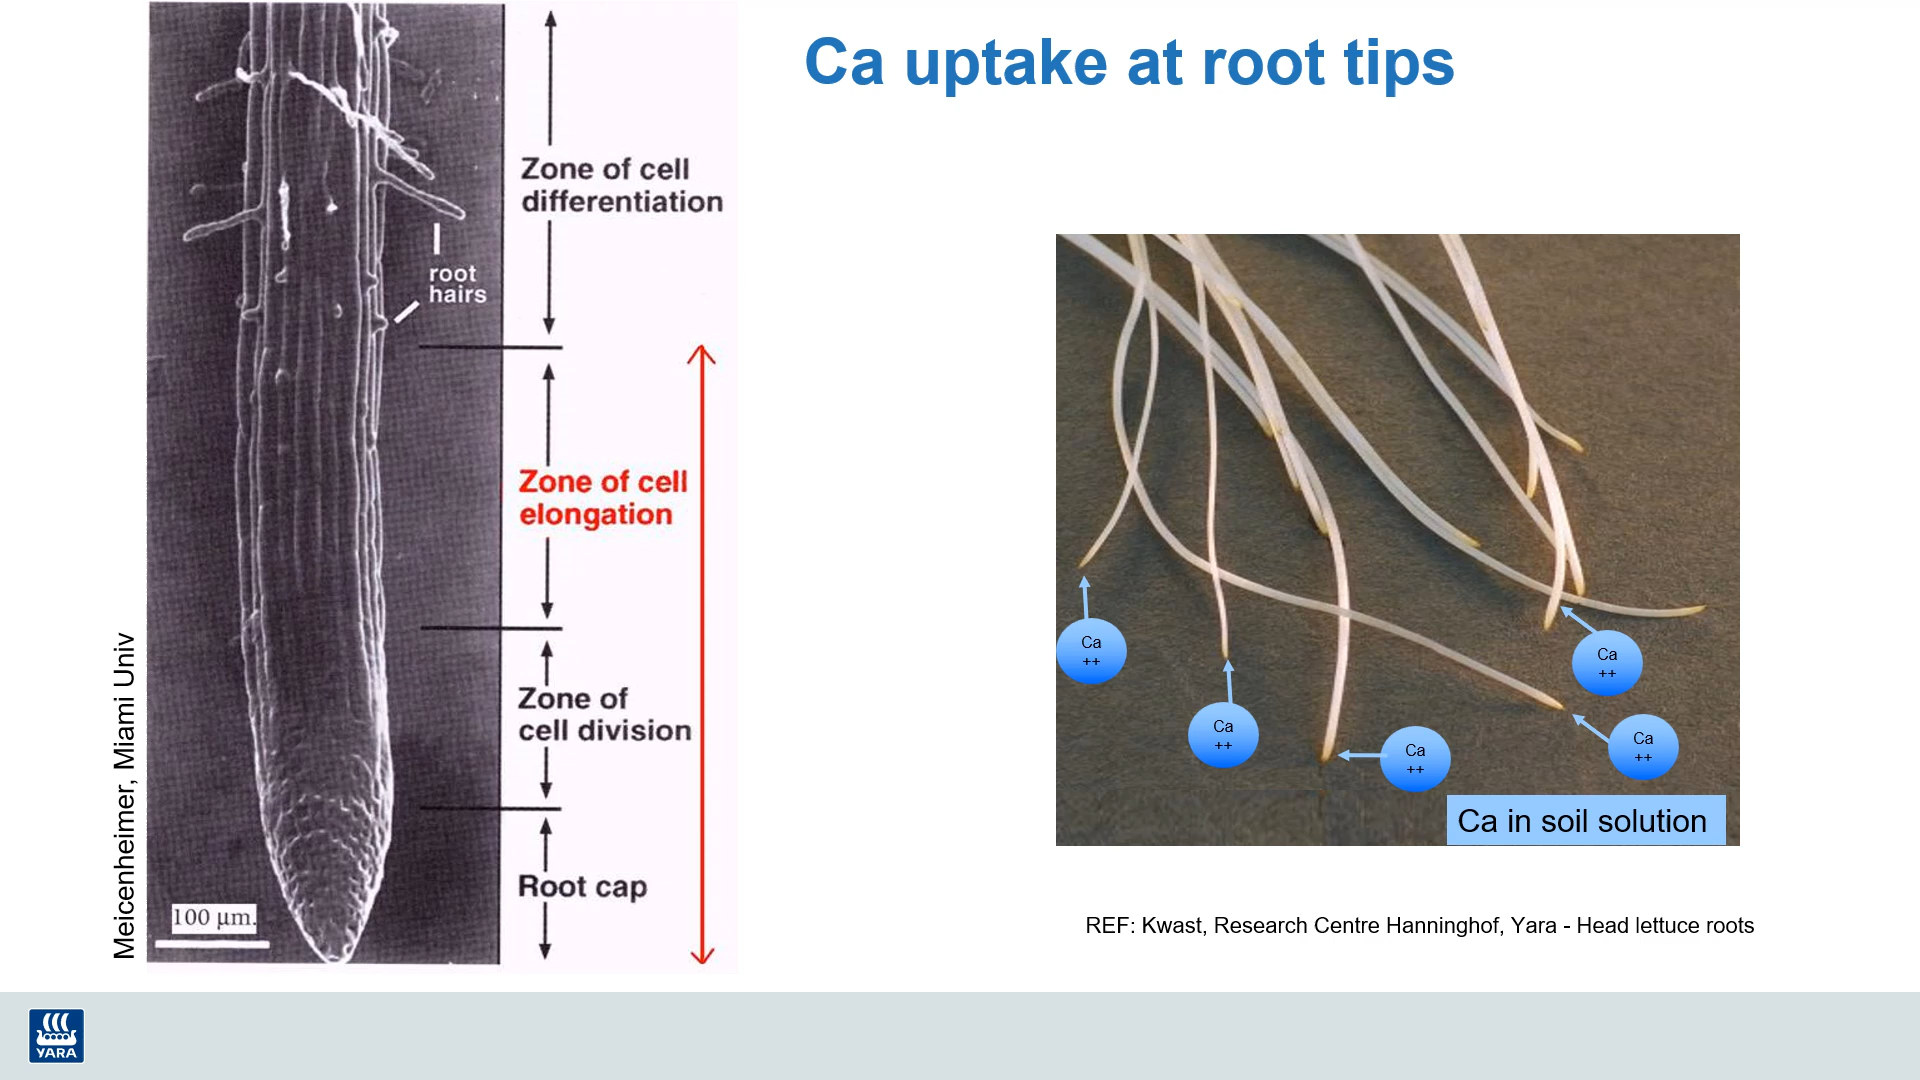 Ca uptake at root tips
Zone of cell
differentiation
root
hairs
Zone of cell
elongation
Zone of
cell division
Root cap
100 µm.
Meicenheimer, Miami Univ
Ca
++
Ca
++
Ca
++
Ca
++
Ca
++
Ca in soil solution
REF: Kwast, Research Centre Hanninghof, Yara - Head lettuce roots
YARA